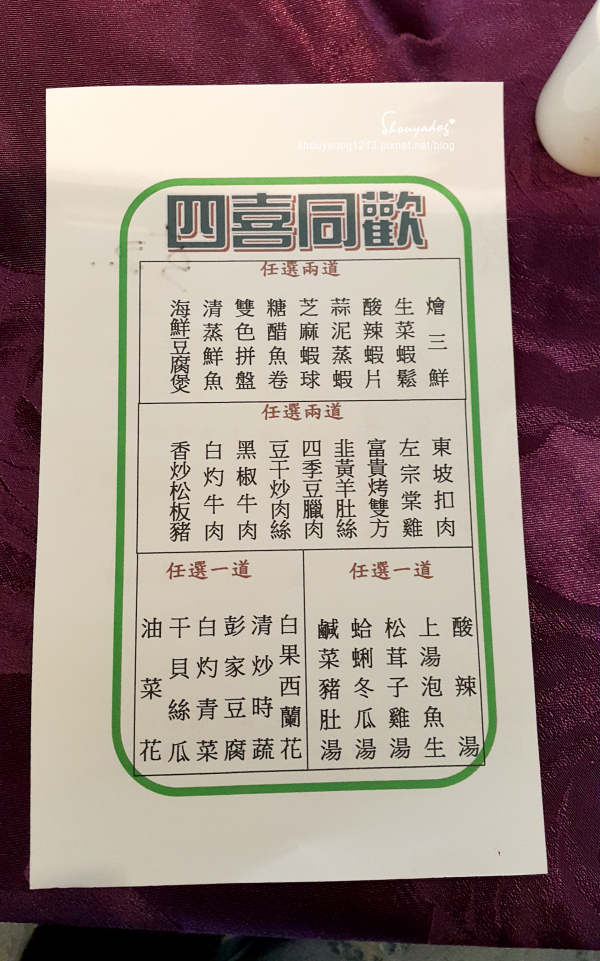 Shouyadog
shouyadog1213.pixnet.net/blog
四喜同歡
任選兩道
燴三鮮
生菜蝦鬆
酸辣蝦片
蒜泥蒸蝦
芝麻蝦球
糖醋魚卷
雙色拼盤
清蒸鮮魚
海鮮豆腐煲
任選兩道
東坡扣肉
左宗棠雞
富貴烤雙方
韭黃羊肚絲
四季豆臘肉
豆干炒肉絲
黑椒牛肉
白灼牛肉
香炒松板豬
任選一道
酸辣湯
上湯泡魚生
松茸子雞湯
蛤蜊冬瓜湯
鹹菜豬肚湯
任選一道
白果西蘭花
清炒時蔬
彭家豆腐
白灼青菜
干貝絲瓜
油菜花